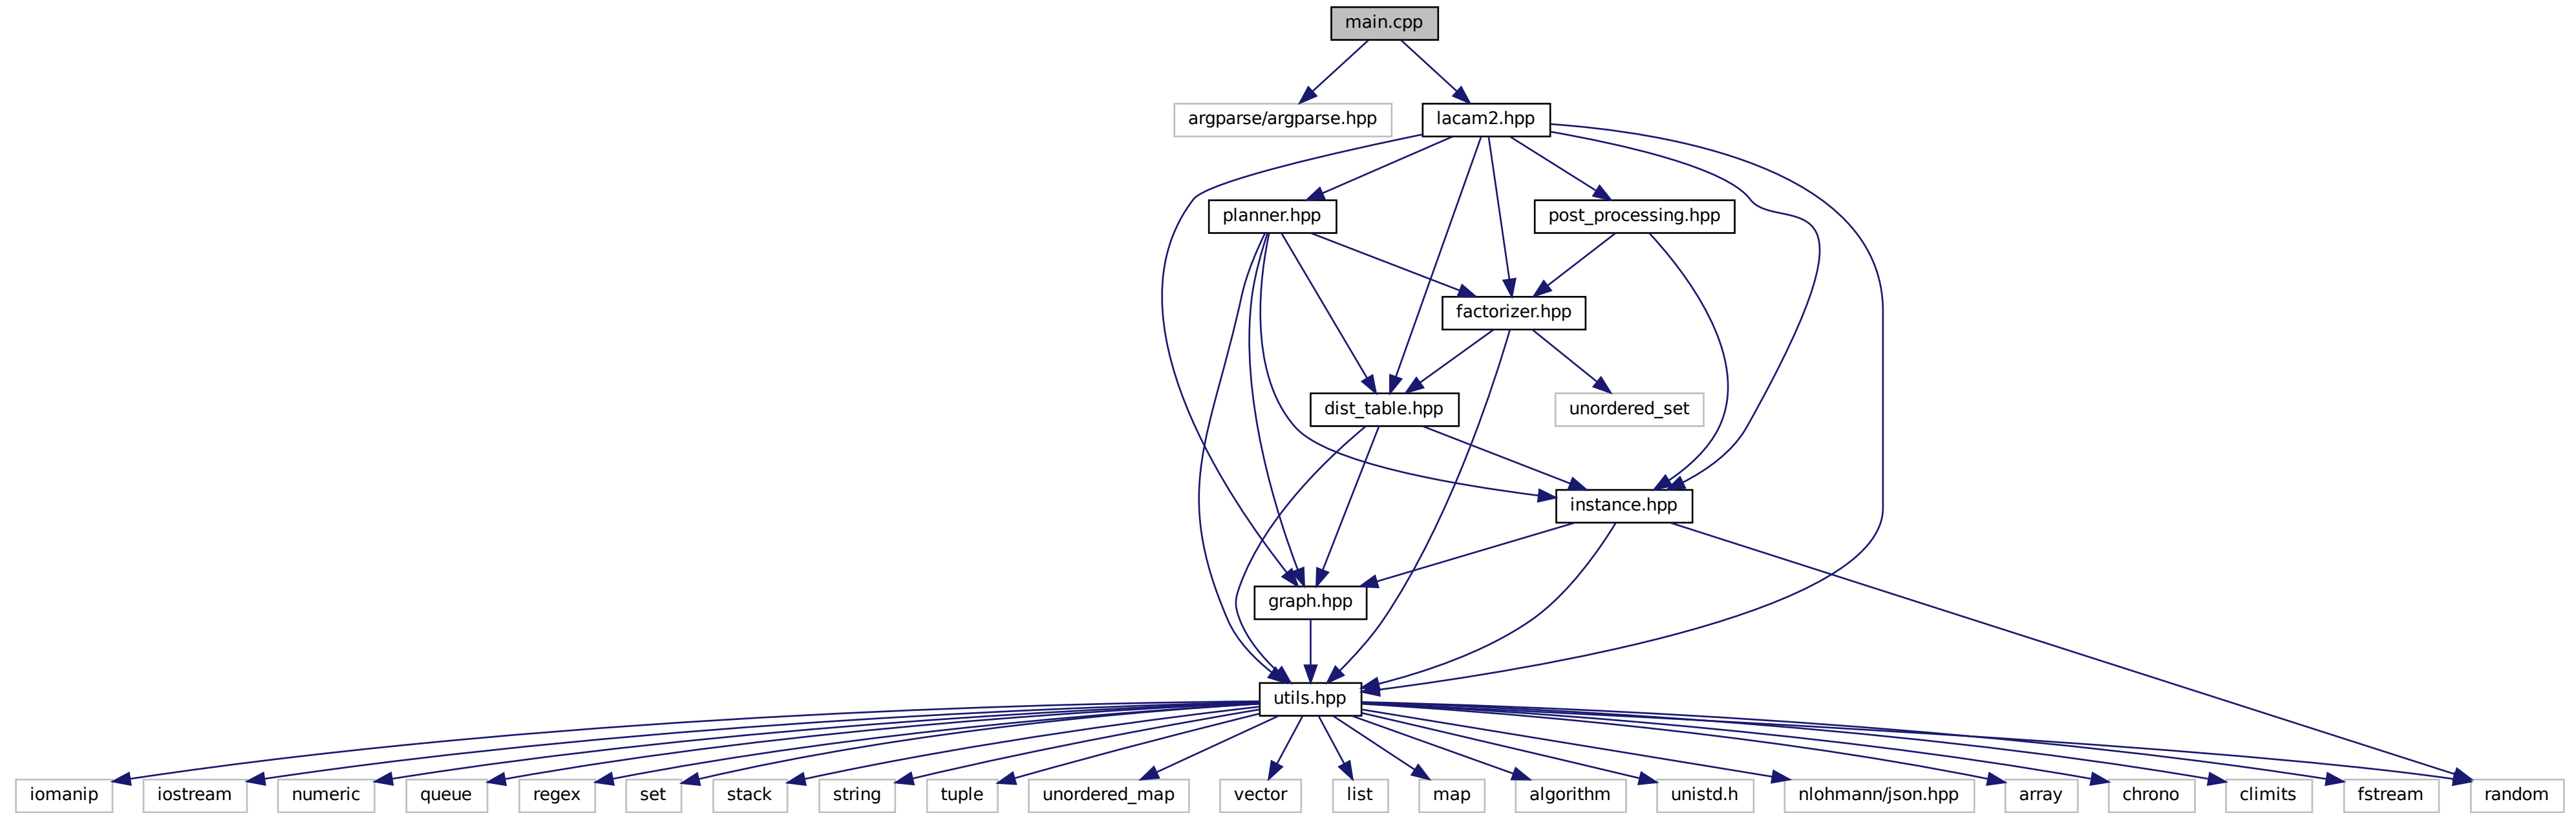 main.cpp
argparse/argparse.hpp
lacam2.hpp
planner.hpp
post_processing.hpp
factorizer.hpp
dist_table.hpp
unordered_set
instance.hpp
graph.hpp
utils.hpp
iomanip
iostream
numeric
queue
regex
set
stack
string
tuple
unordered_map
vector
list
map
algorithm
unistd.h
nlohmann/json.hpp
array
chrono
climits
fstream
random